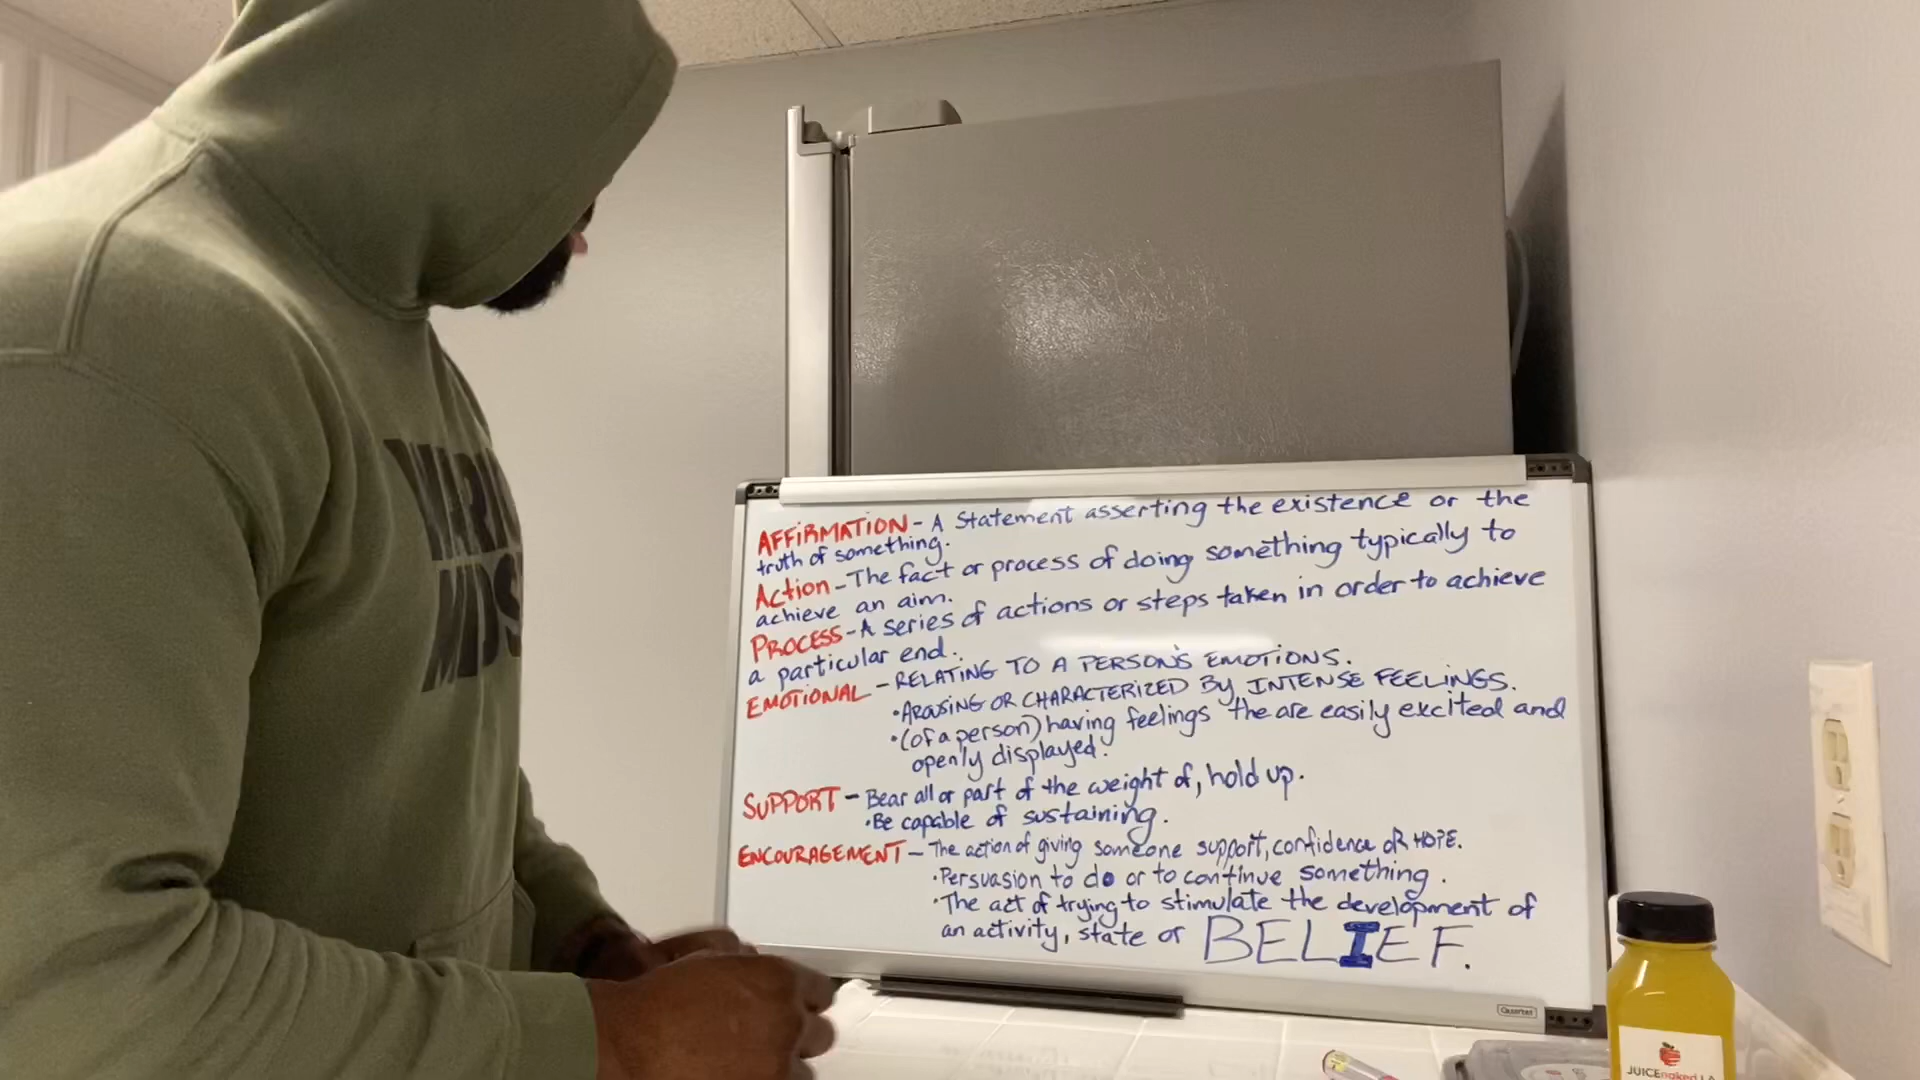 AFFIRMATION - A Statement asserting the existence or the
truth of something.
Action - The fact or process of doing something typically to
achieve an aim.
PROCESS - A series of actions or steps taken in order to achieve
a particular end.
EMOTIONAL - RELATING TO A PERSON'S EMOTIONS.
• AROUSING OR CHARACTERIZED By INTENSE FEELINGS.
• (of a person) having feelings the are easily excited and
openly displayed.
SUPPORT - Bear all or part of the weight of, hold up.
• Be capable of sustaining.
ENCOURAGEMENT - The action of giving someone support, confidence OR HOPE.
• Persuasion to do or to continue something.
• The act of trying to stimulate the development of
an activity, state or BELIEF.
Quartet
JUICEnaked LA